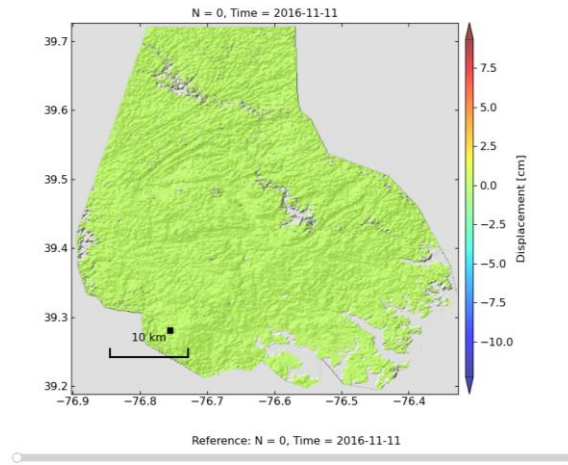 N = 0, Time = 2016-11-11
39.7
39.6
39.5
39.4
39.3
39.2
10 km
−76.9 −76.8 −76.7 −76.6 −76.5 −76.4
7.5
5.0
2.5
0.0
−2.5
−5.0
−7.5
−10.0
Displacement [cm]
Reference: N = 0, Time = 2016-11-11